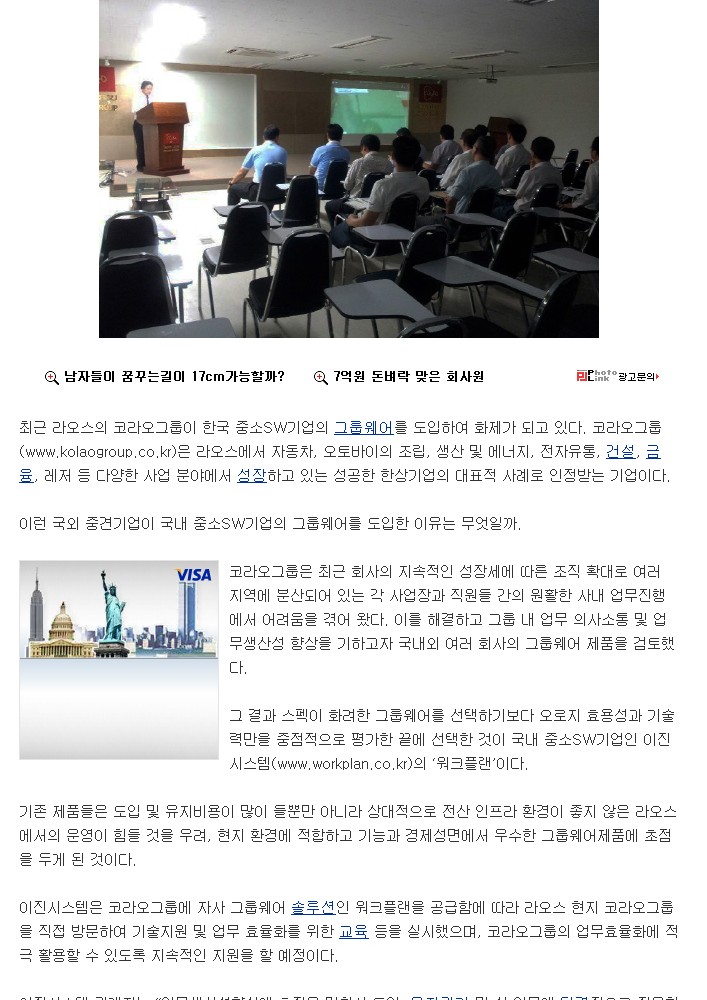 남자들이 꿈꾸는길이 17cm가능할까?
7억원 돈벼락 맞은 회사원
Photo Link 광고문의
최근 라오스의 코라오그룹이 한국 중소SW기업의 그룹웨어를 도입하여 화제가 되고 있다. 코라오그룹
(www.kolaogroup.co.kr)은 라오스에서 자동차, 오토바이의 조립, 생산 및 에너지, 전자유통, 건설, 금
융, 레저 등 다양한 사업 분야에서 성장하고 있는 성공한 한상기업의 대표적 사례로 인정받는 기업이다.
이런 국외 중견기업이 국내 중소SW기업의 그룹웨어를 도입한 이유는 무엇일까.
VISA
코라오그룹은 최근 회사의 지속적인 성장세에 따른 조직 확대로 여러
지역에 분산되어 있는 각 사업장과 직원들 간의 원활한 사내 업무진행
에서 어려움을 겪어 왔다. 이를 해결하고 그룹 내 업무 의사소통 및 업
무생산성 향상을 기하고자 국내외 여러 회사의 그룹웨어 제품을 검토했
다.
그 결과 스펙이 화려한 그룹웨어를 선택하기보다 오로지 효용성과 기술
력만을 중점적으로 평가한 끝에 선택한 것이 국내 중소SW기업인 이진
시스템(www.workplan.co.kr)의 '워크플랜'이다.
기존 제품들은 도입 및 유지비용이 많이 들뿐만 아니라 상대적으로 전산 인프라 환경이 좋지 않은 라오스
에서의 운영이 힘들 것을 우려, 현지 환경에 적합하고 기능과 경제성면에서 우수한 그룹웨어제품에 초점
을 두게 된 것이다.
이진시스템은 코라오그룹에 자사 그룹웨어 솔루션인 워크플랜을 공급함에 따라 라오스 현지 코라오그룹
을 직접 방문하여 기술지원 및 업무 효율화를 위한 교육 등을 실시했으며, 코라오그룹의 업무효율화에 적
극 활용할 수 있도록 지속적인 지원을 할 예정이다.